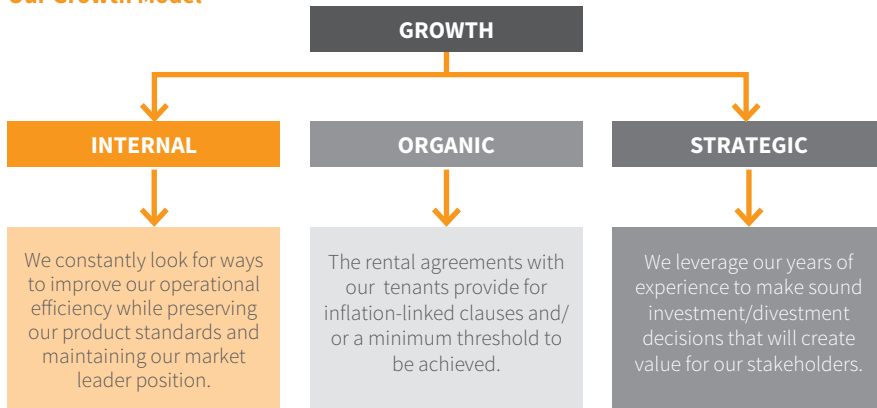 Our Growth Model
GROWTH
INTERNAL
ORGANIC
STRATEGIC
We constantly look for ways
to improve our operational
efficiency while preserving
our product standards and
maintaining our market
leader position.
The rental agreements with
our tenants provide for
inflation-linked clauses and/
or a minimum threshold to
be achieved.
We leverage our years of
experience to make sound
investment/divestment
decisions that will create
value for our stakeholders.